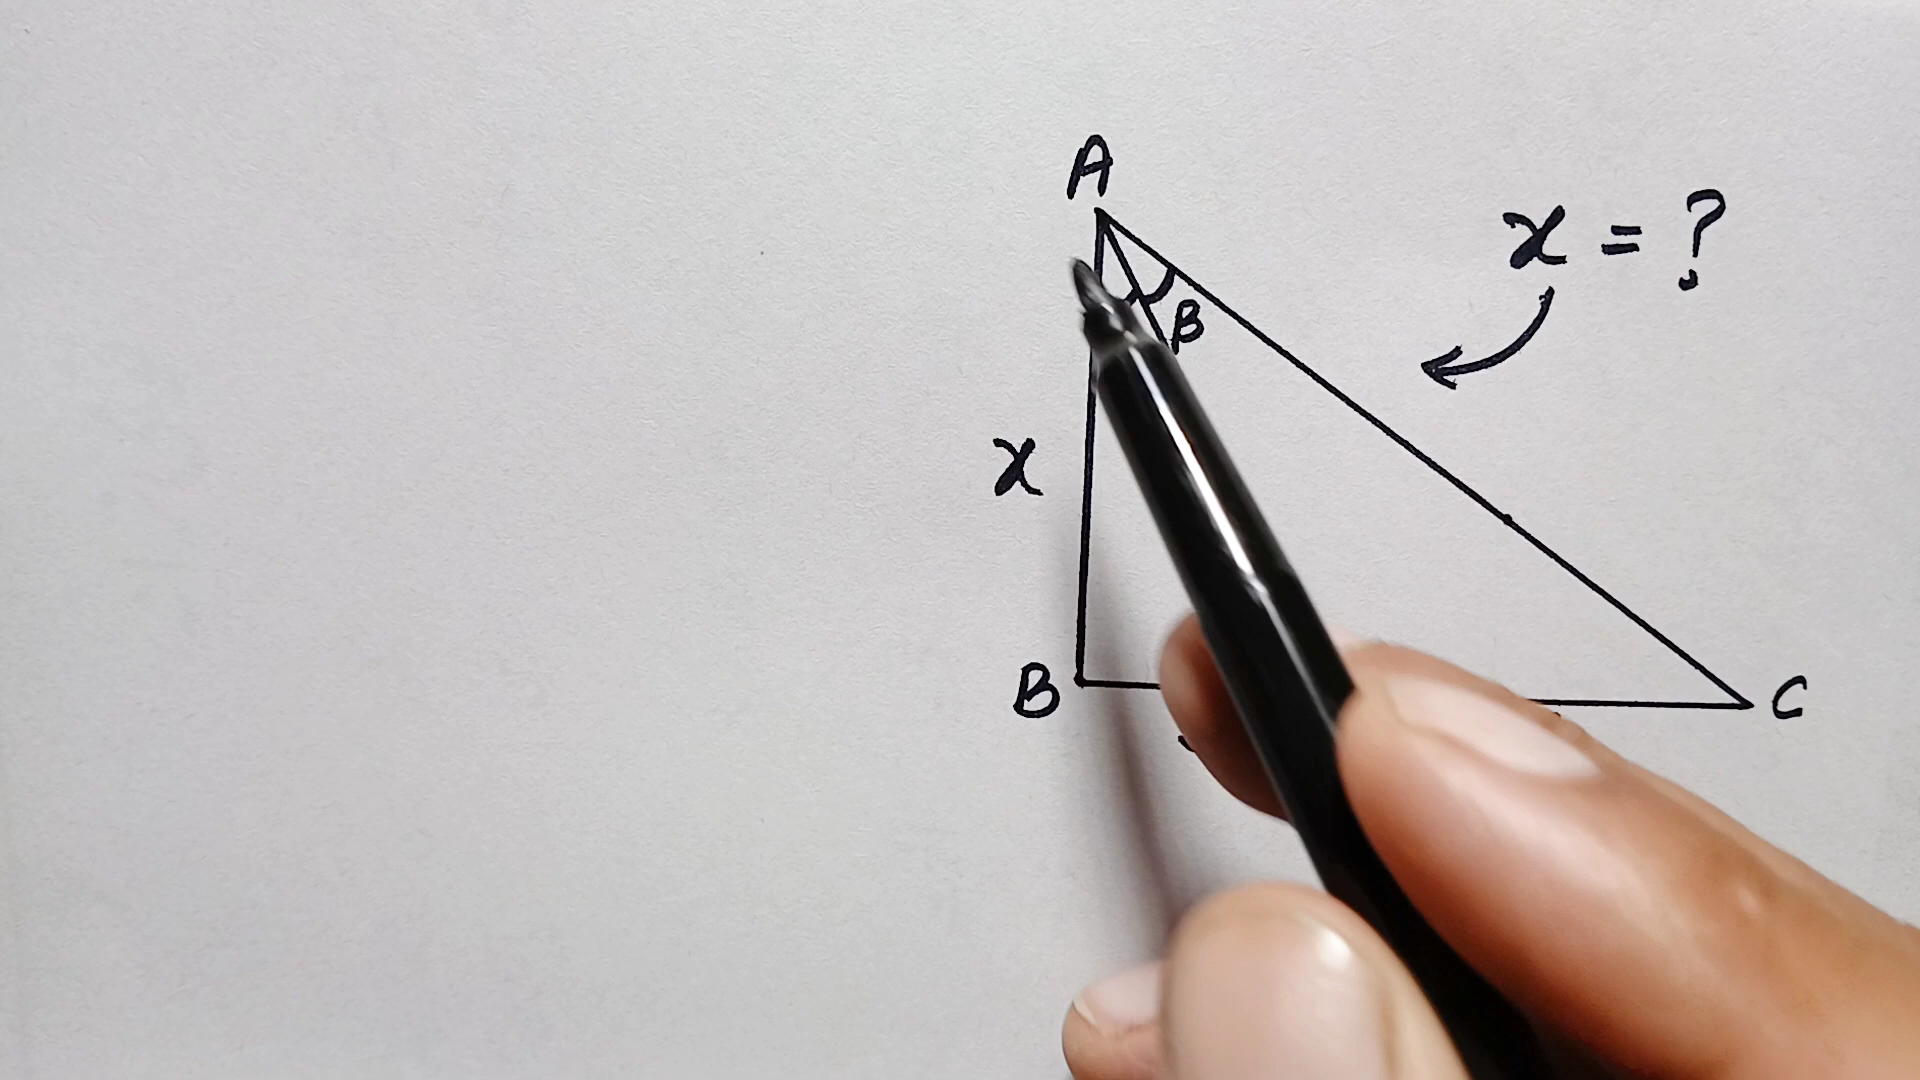 A
x = ?
β
x
B
C